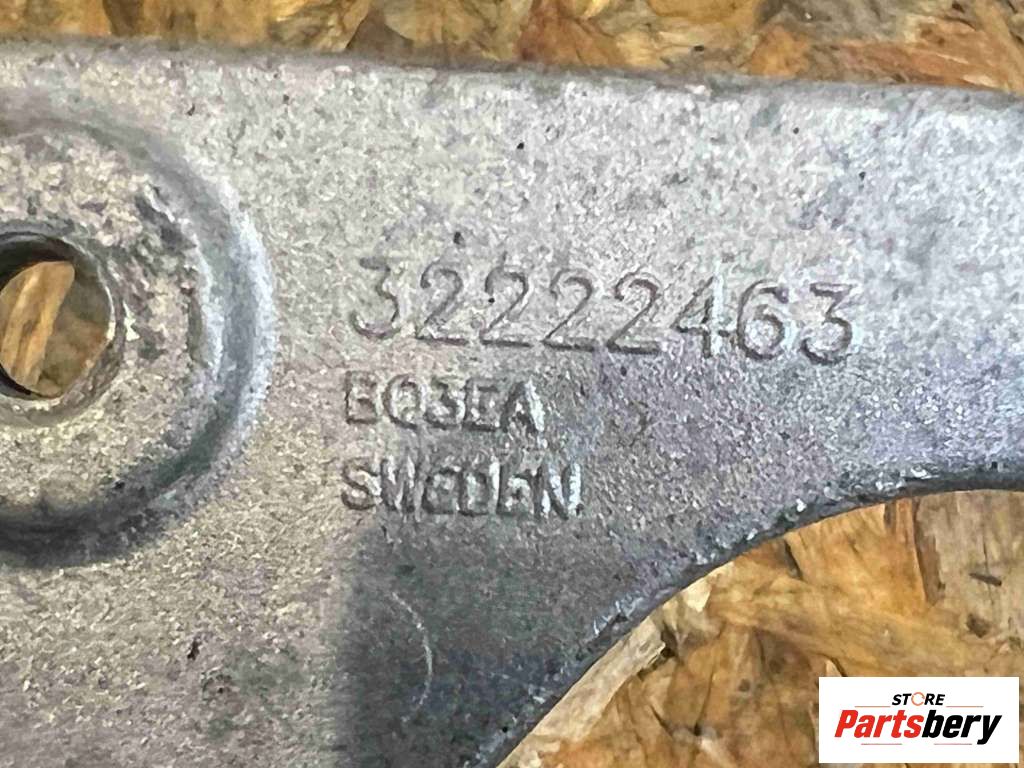 32222463
BQ3EA
SWEDEN
STORE
Partsbery